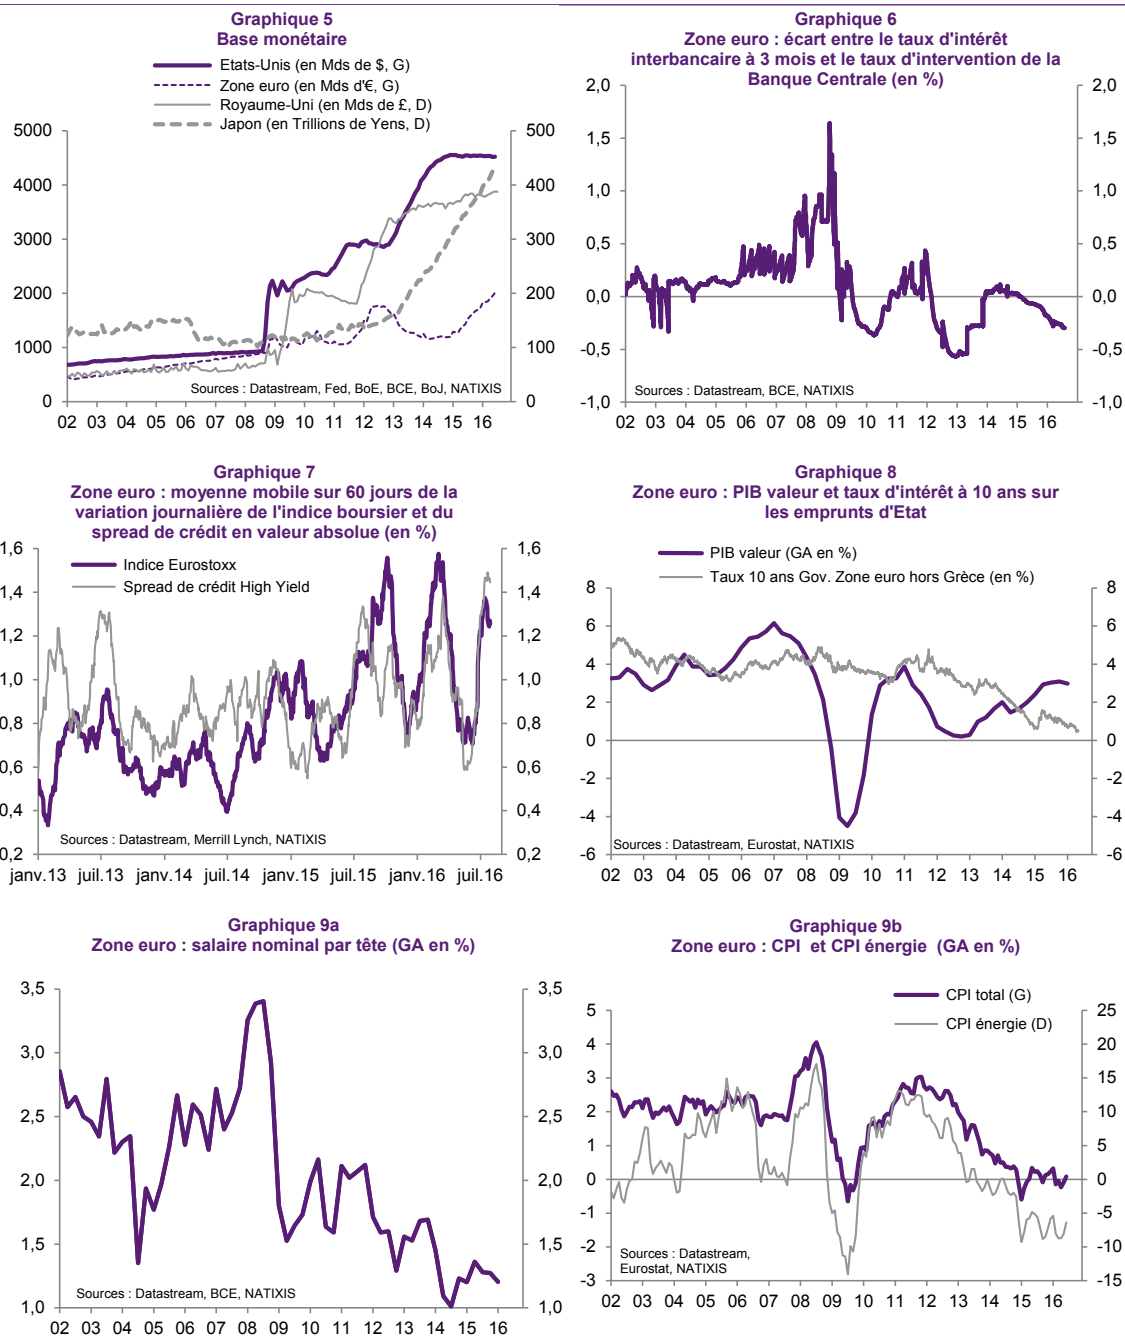 Graphique 5
Base monétaire
Etats-Unis (en Mds de $, G)
Zone euro (en Mds d'€, G)
Royaume-Uni (en Mds de £, D)
Japon (en Trillions de Yens, D)
5000
4000
3000
2000
1000
0
500
400
300
200
100
0
Sources : Datastream, Fed, BoE, BCE, BoJ, NATIXIS
02 03 04 05 06 07 08 09 10 11 12 13 14 15 16
Graphique 6
Zone euro : écart entre le taux d'intérêt
interbancaire à 3 mois et le taux d'intervention de la
Banque Centrale (en %)
2,0
1,5
1,0
0,5
0,0
-0,5
-1,0
2,0
1,5
1,0
0,5
0,0
-0,5
-1,0
Sources : Datastream, BCE, NATIXIS
02 03 04 05 06 07 08 09 10 11 12 13 14 15 16
Graphique 7
Zone euro : moyenne mobile sur 60 jours de la
variation journalière de l'indice boursier et du
spread de crédit en valeur absolue (en %)
Indice Eurostoxx
Spread de crédit High Yield
1,6
1,4
1,2
1,0
0,8
0,6
0,4
0,2
1,6
1,4
1,2
1,0
0,8
0,6
0,4
0,2
Sources : Datastream, Merrill Lynch, NATIXIS
janv.13 juil.13 janv.14 juil.14 janv.15 juil.15 janv.16 juil.16
Graphique 8
Zone euro : PIB valeur et taux d'intérêt à 10 ans sur
les emprunts d'Etat
PIB valeur (GA en %)
Taux 10 ans Gov. Zone euro hors Grèce (en %)
8
6
4
2
0
-2
-4
-6
8
6
4
2
0
-2
-4
-6
Sources : Datastream, Eurostat, NATIXIS
02 03 04 05 06 07 08 09 10 11 12 13 14 15 16
Graphique 9a
Zone euro : salaire nominal par tête (GA en %)
3,5
3,0
2,5
2,0
1,5
1,0
3,5
3,0
2,5
2,0
1,5
1,0
Sources : Datastream, BCE, NATIXIS
02 03 04 05 06 07 08 09 10 11 12 13 14 15 16
Graphique 9b
Zone euro : CPI et CPI énergie (GA en %)
CPI total (G)
CPI énergie (D)
5
4
3
2
1
0
-1
-2
-3
25
20
15
10
5
0
-5
-10
-15
Sources : Datastream,
Eurostat, NATIXIS
02 03 04 05 06 07 08 09 10 11 12 13 14 15 16